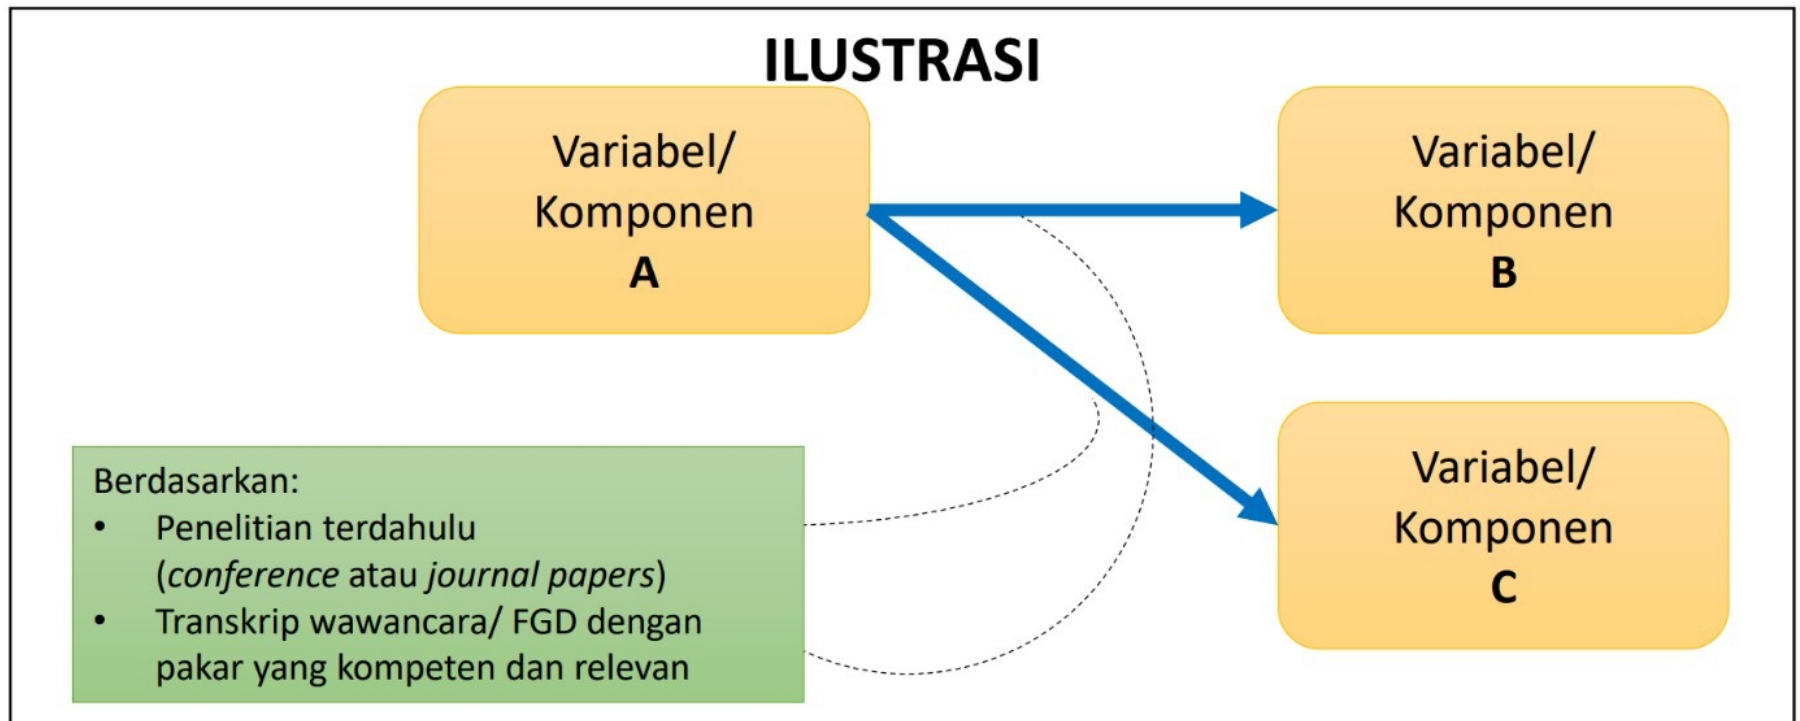 ILUSTRASI
Variabel/
Komponen
A
Variabel/
Komponen
B
Variabel/
Komponen
C
Berdasarkan:
• Penelitian terdahulu
(conference atau journal papers)
• Transkrip wawancara/ FGD dengan
pakar yang kompeten dan relevan